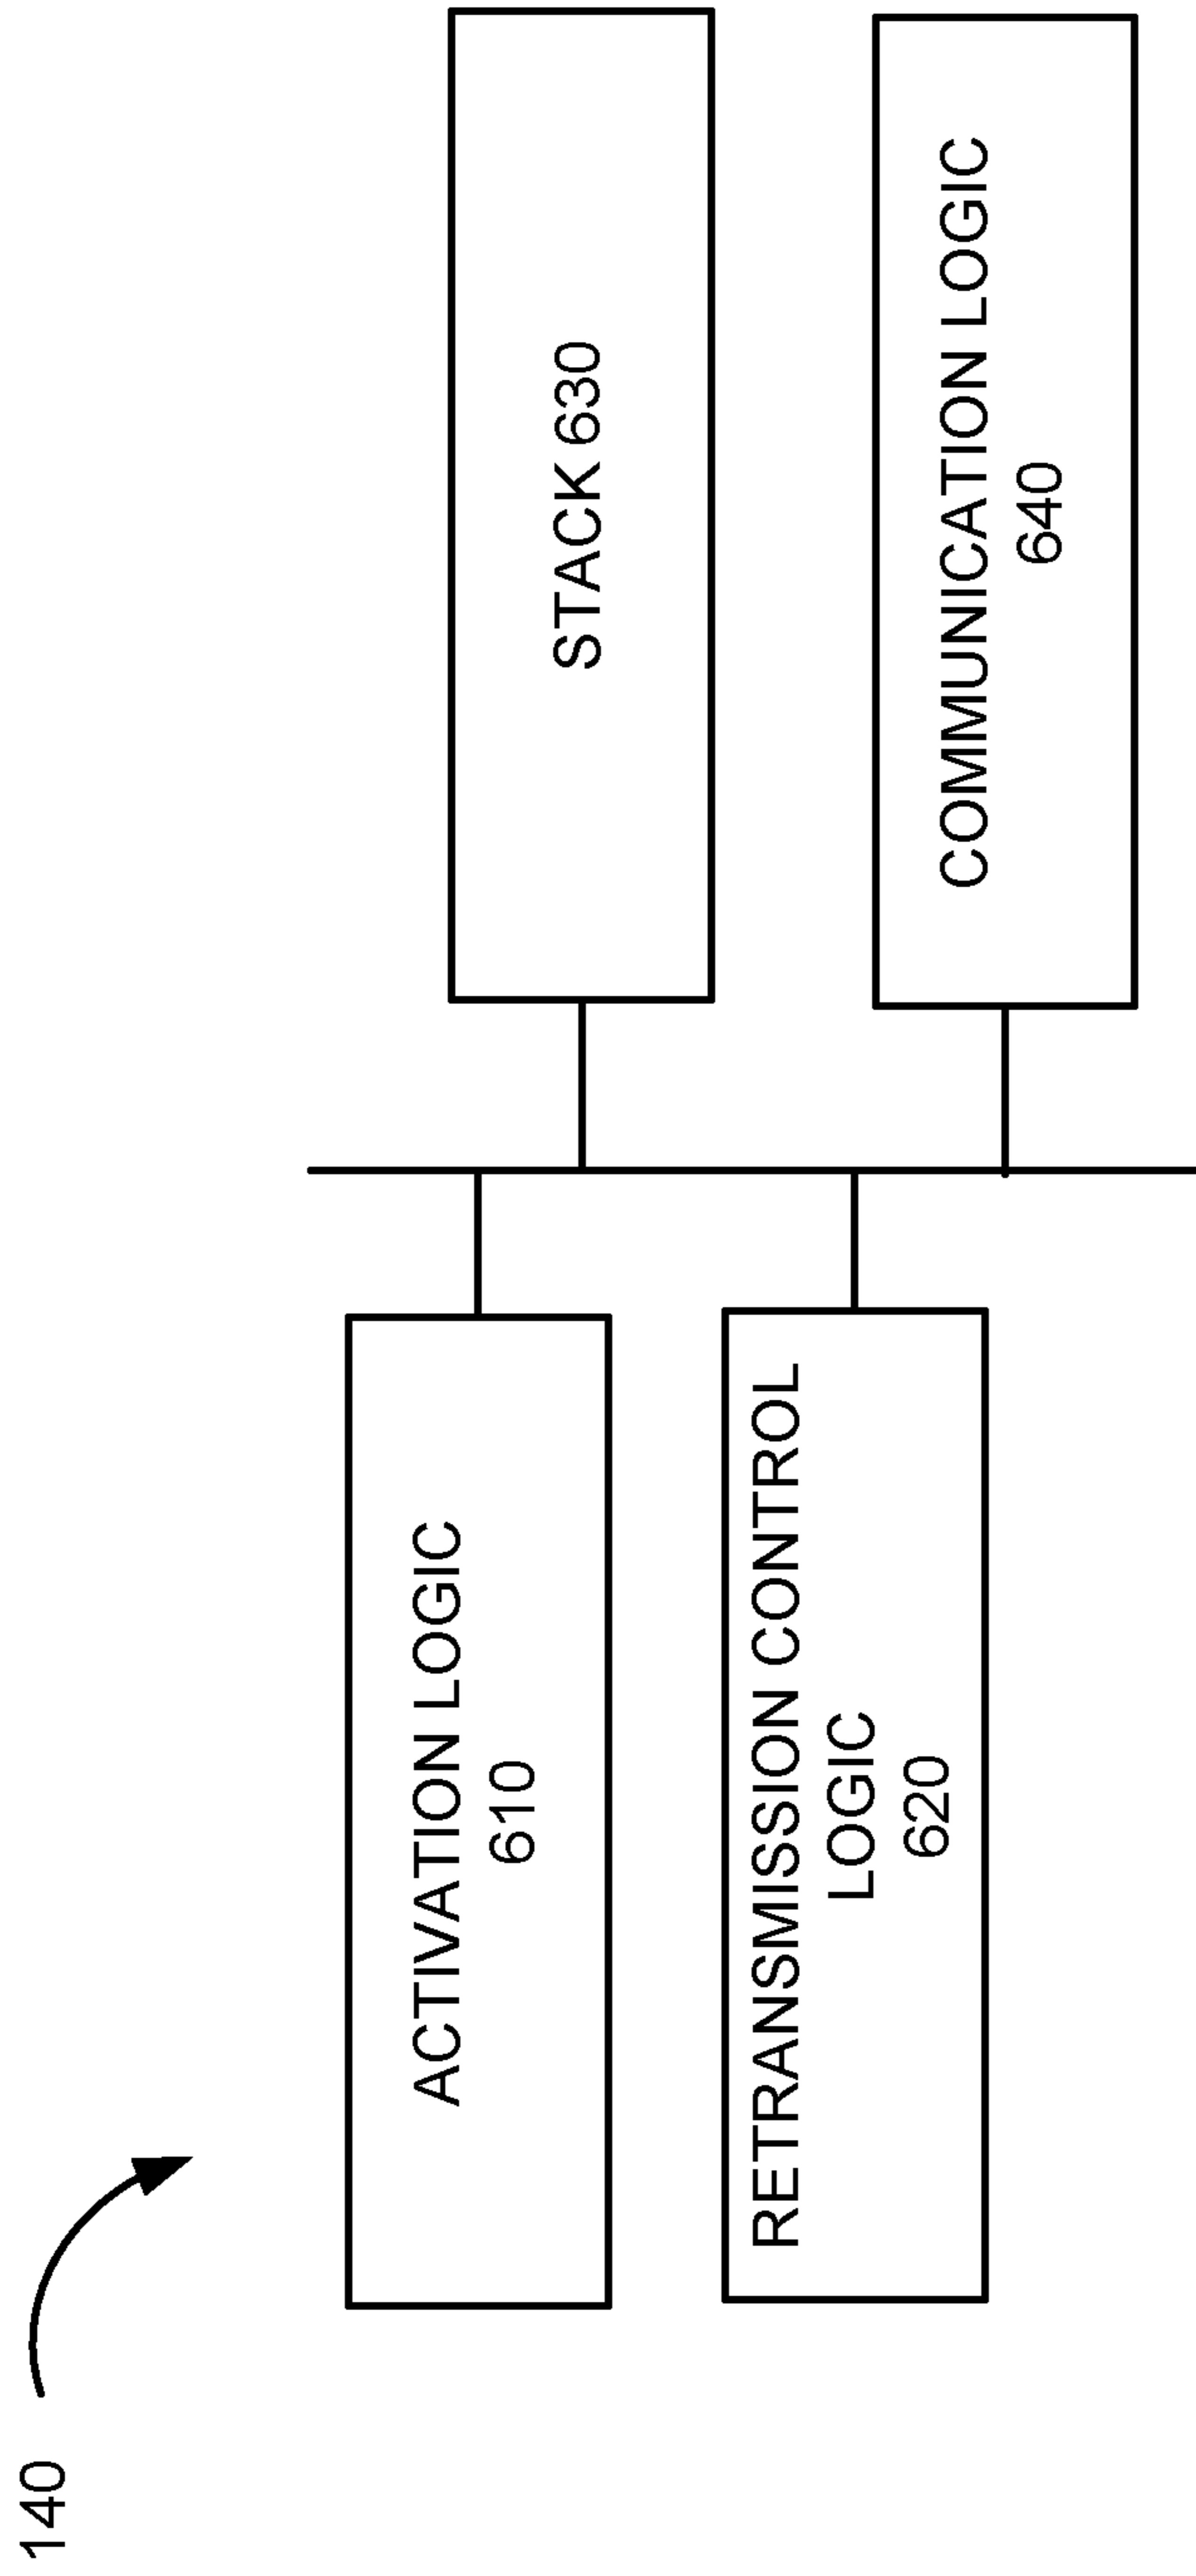 140
ACTIVATION LOGIC
610
STACK 630
RETRANSMISSION CONTROL
LOGIC
620
COMMUNICATION LOGIC
640